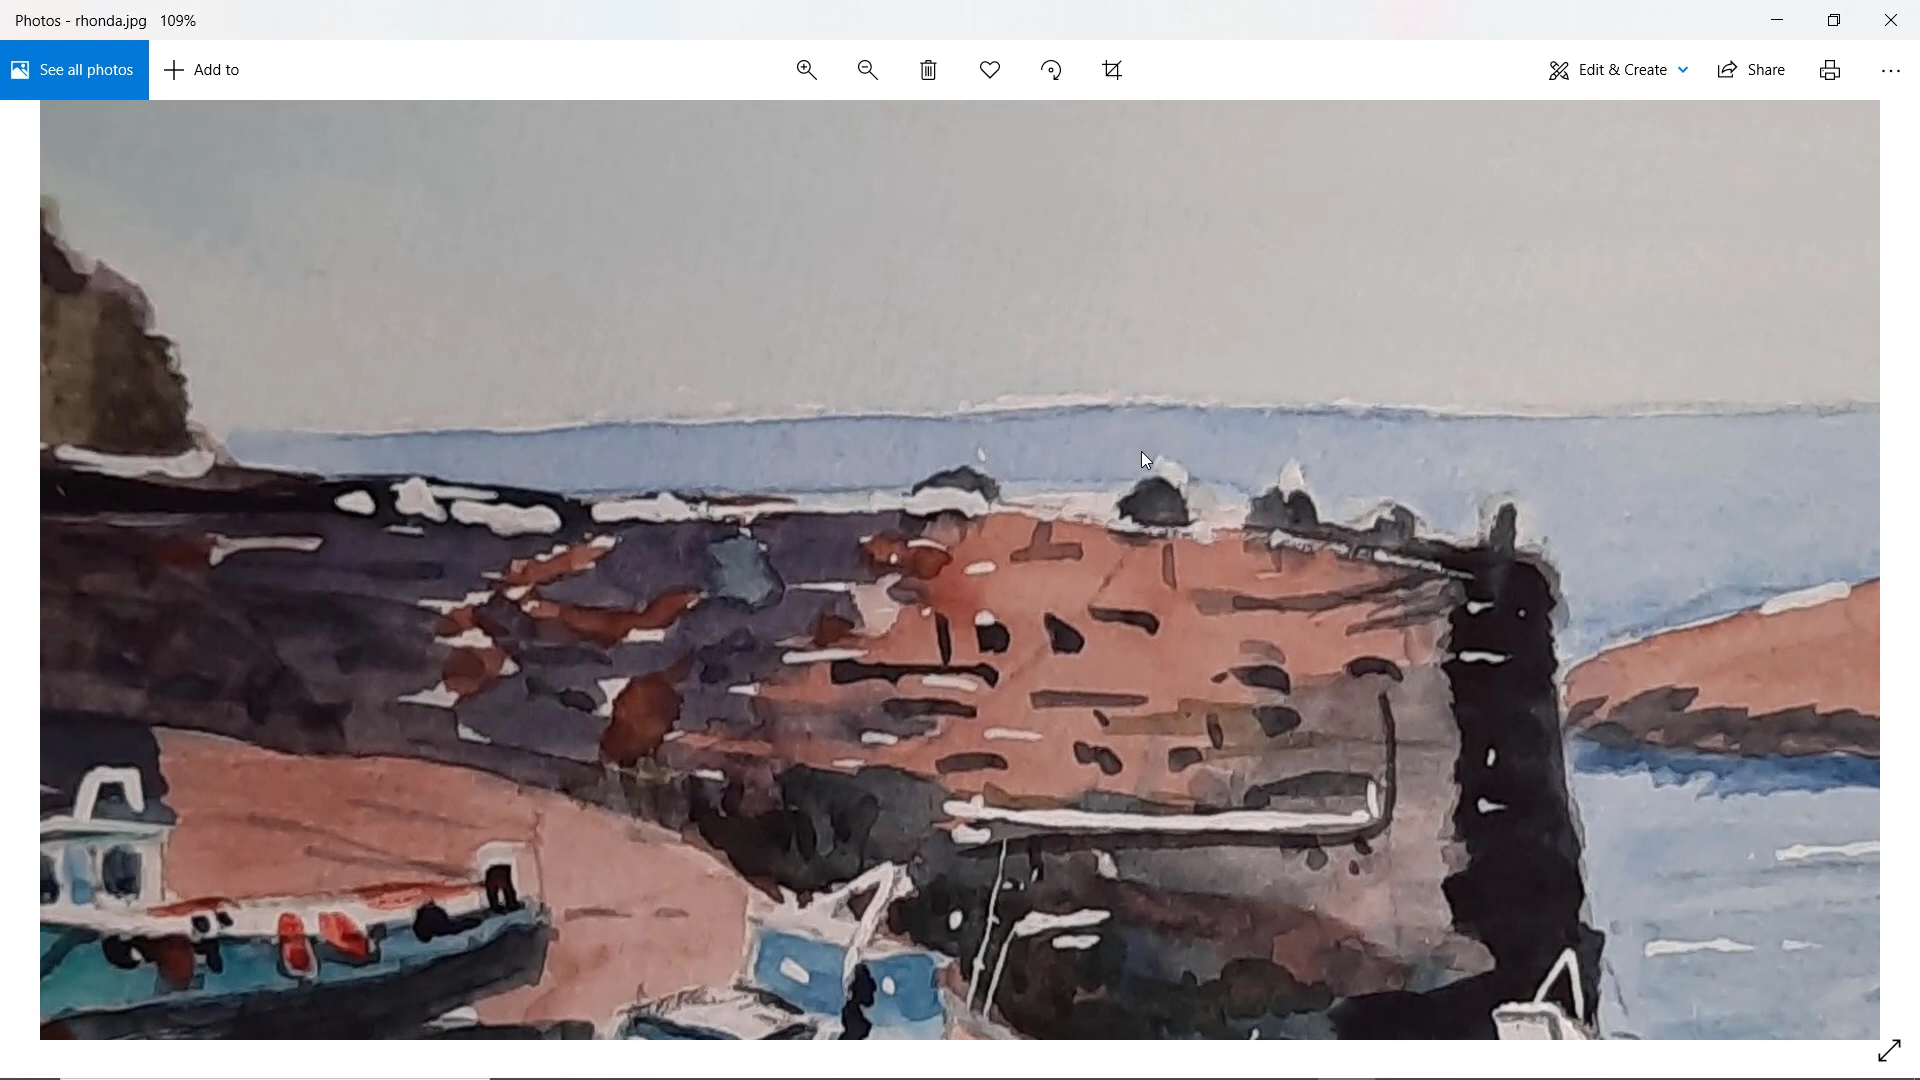 Photos - rhonda.jpg 109%
See all photos
Add to
Edit & Create
Share